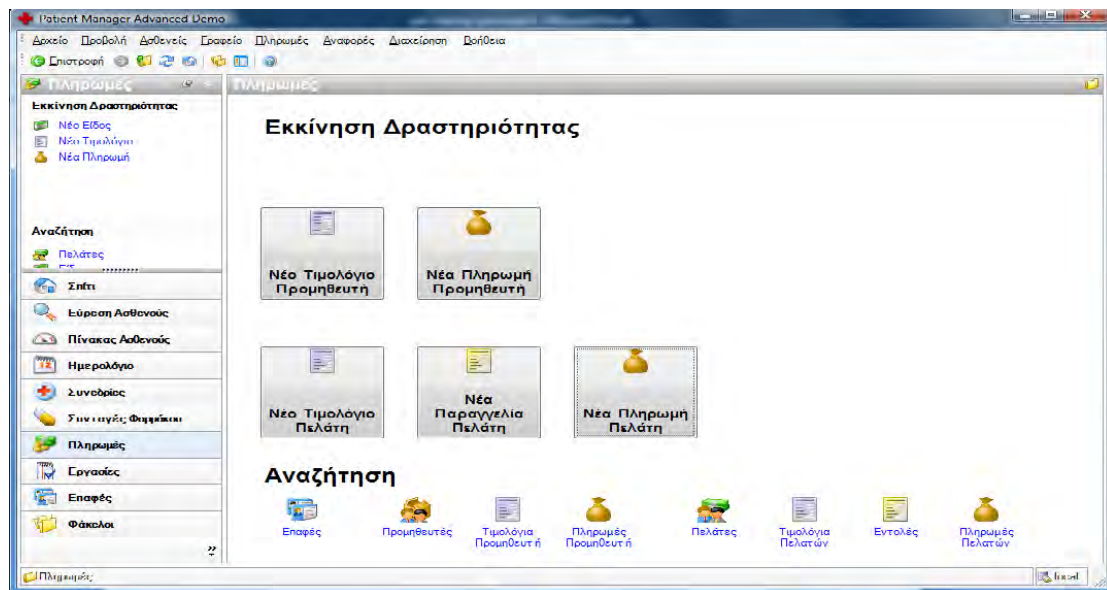 Patient Manager Advanced Demo
Αρχείο Προβολή Ασθενείς Γραφείο Πληρωμές Αναφορές Διαχείρηση Βοήθεια
Επιστροφή
Πληρωμές
Πληρωμές
Εκκίνηση Δραστηριότητας
Νέο Είδος
Νέο Τιμολόγιο
Νέα Πληρωμή
Αναζήτηση
Πελάτες
Σπίτι
Εύρεση Ασθενούς
Πίνακας Ασθενούς
Ημερολόγιο
Συνεδρίες
Συνταγές Φαρμάκου
Πληρωμές
Εργασίες
Επαφές
Φάκελοι
Εκκίνηση Δραστηριότητας
Νέο Τιμολόγιο
Προμηθευτή
Νέα Πληρωμή
Προμηθευτή
Νέο Τιμολόγιο
Πελάτη
Νέα
Παραγγελία
Πελάτη
Νέα Πληρωμή
Πελάτη
Αναζήτηση
Επαφές
Προμηθευτές
Τιμολόγια
Προμηθευτή
Πληρωμές
Προμηθευτή
Πελάτες
Τιμολόγια
Πελατών
Εντολές
Πληρωμές
Πελατών
Πληρωμές
local